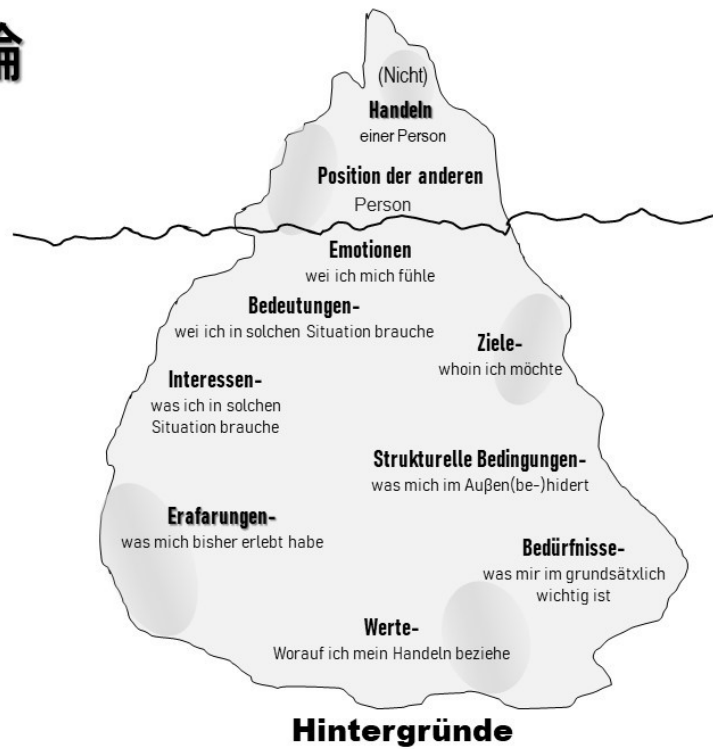 (Nicht)
Handeln
einer Person
Position der anderen
Person
Emotionen
wei ich mich fühle
Bedeutungen-
wei ich in solchen Situation brauche
Ziele-
whoin ich möchte
Interessen-
was ich in solchen
Situation brauche
Strukturelle Bedingungen-
was mich im Außen(be-)hidert
Erafarungen-
was mich bisher erlebt habe
Bedürfnisse-
was mir im grundsätxlich
wichtig ist
Werte-
Worauf ich mein Handeln beziehe
Hintergründe